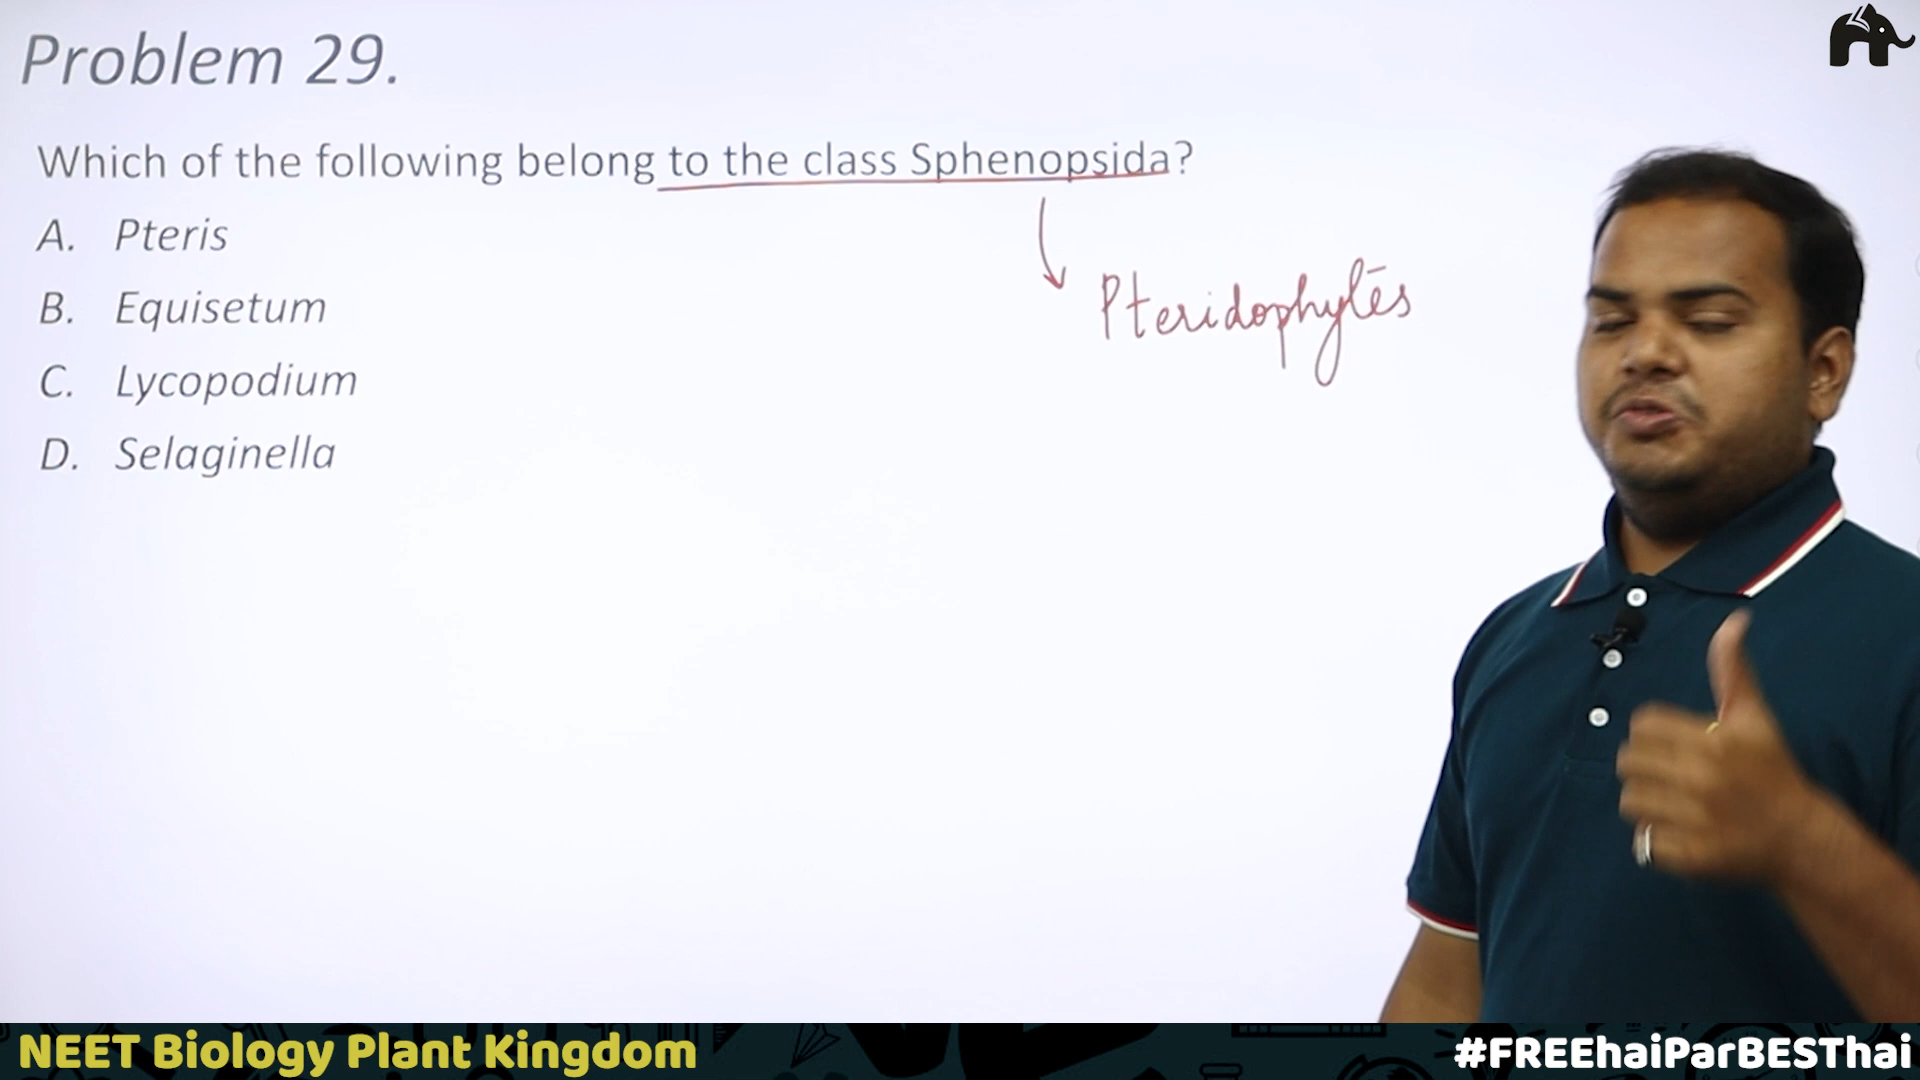 Problem 29.
Which of the following belong to the class Sphenopsida?
A. Pteris
B. Equisetum
C. Lycopodium
D. Selaginella
Pteridophytes
NEET Biology Plant Kingdom
#FREEhaiParBESThai